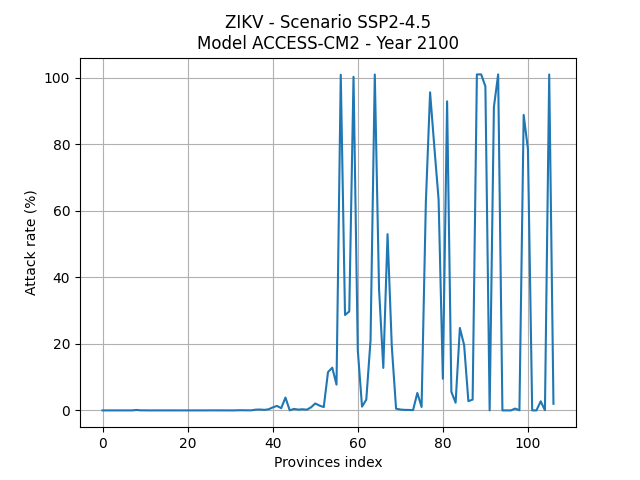 ZIKV - Scenario SSP2-4.5
Model ACCESS-CM2 - Year 2100
Attack rate (%)
100
80
60
40
20
0
0 20 40 60 80 100
Provinces index